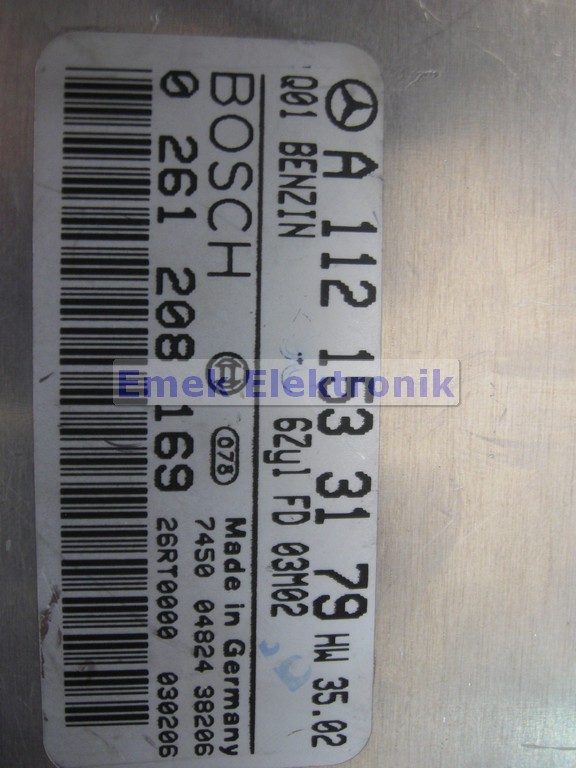 A 112 153 31 79 HW 35.02
Q01 BENZIN 6Zyl FD 03M02
BOSCH 078 Made in Germany
7450 04824 38206
0 261 208 169 26RT0000 030206
Emek Elektronik